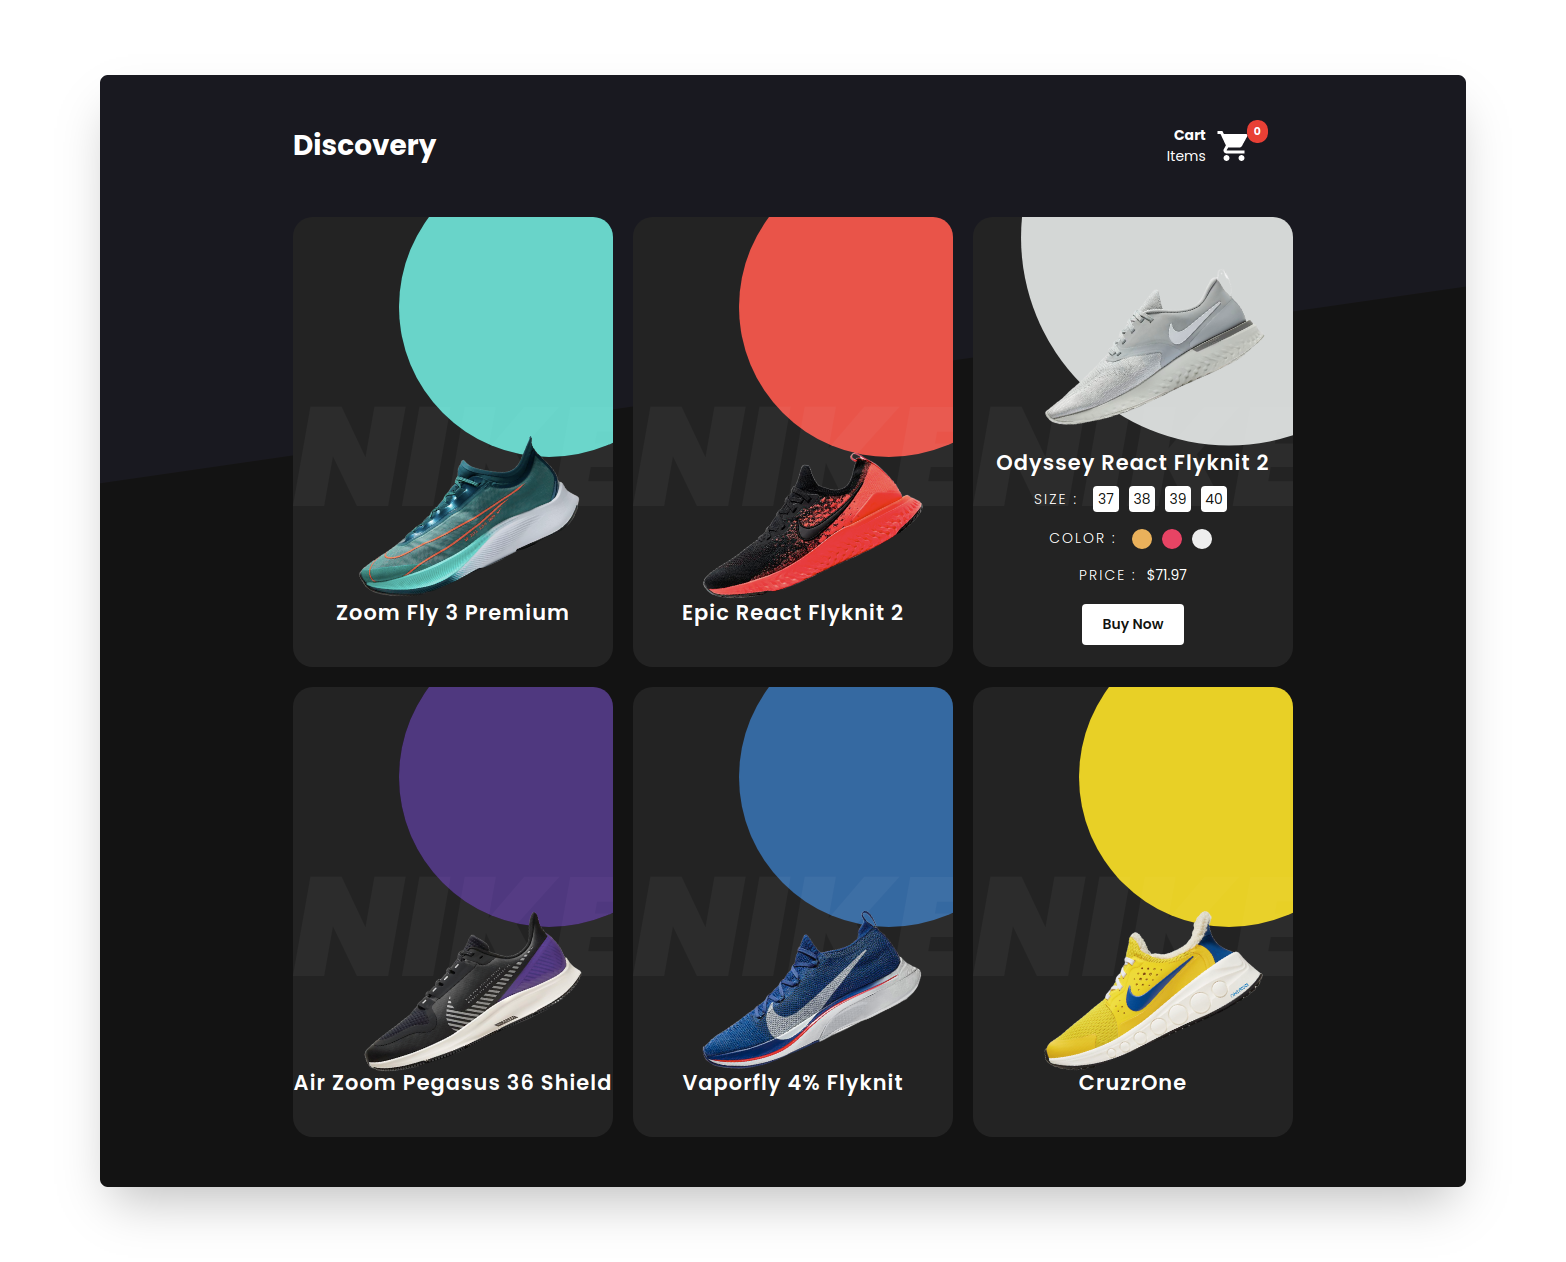 Discovery
Cart
Items
0
NIKE
NIKE
NIKE
Zoom Fly 3 Premium
Epic React Flyknit 2
Odyssey React Flyknit 2
SIZE : 37 38 39 40
COLOR :
PRICE : $71.97
Buy Now
NIKE
NIKE
NIKE
Air Zoom Pegasus 36 Shield
Vaporfly 4% Flyknit
CruzrOne